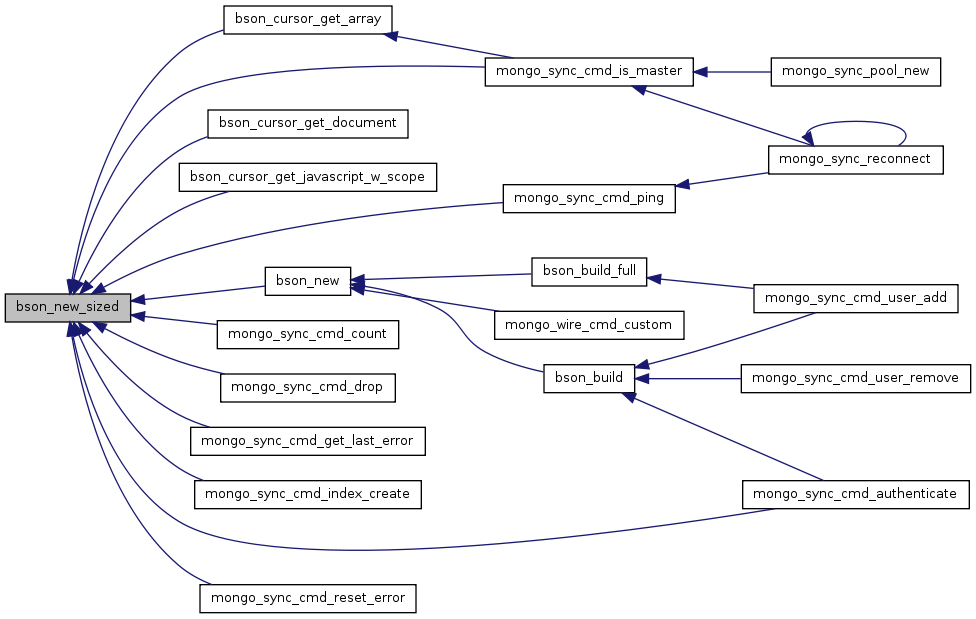 bson_cursor_get_array
mongo_sync_cmd_is_master
mongo_sync_pool_new
bson_cursor_get_document
mongo_sync_reconnect
bson_cursor_get_javascript_w_scope
mongo_sync_cmd_ping
bson_new
bson_build_full
bson_new_sized
mongo_sync_cmd_user_add
mongo_wire_cmd_custom
mongo_sync_cmd_count
bson_build
mongo_sync_cmd_user_remove
mongo_sync_cmd_drop
mongo_sync_cmd_get_last_error
mongo_sync_cmd_index_create
mongo_sync_cmd_authenticate
mongo_sync_cmd_reset_error